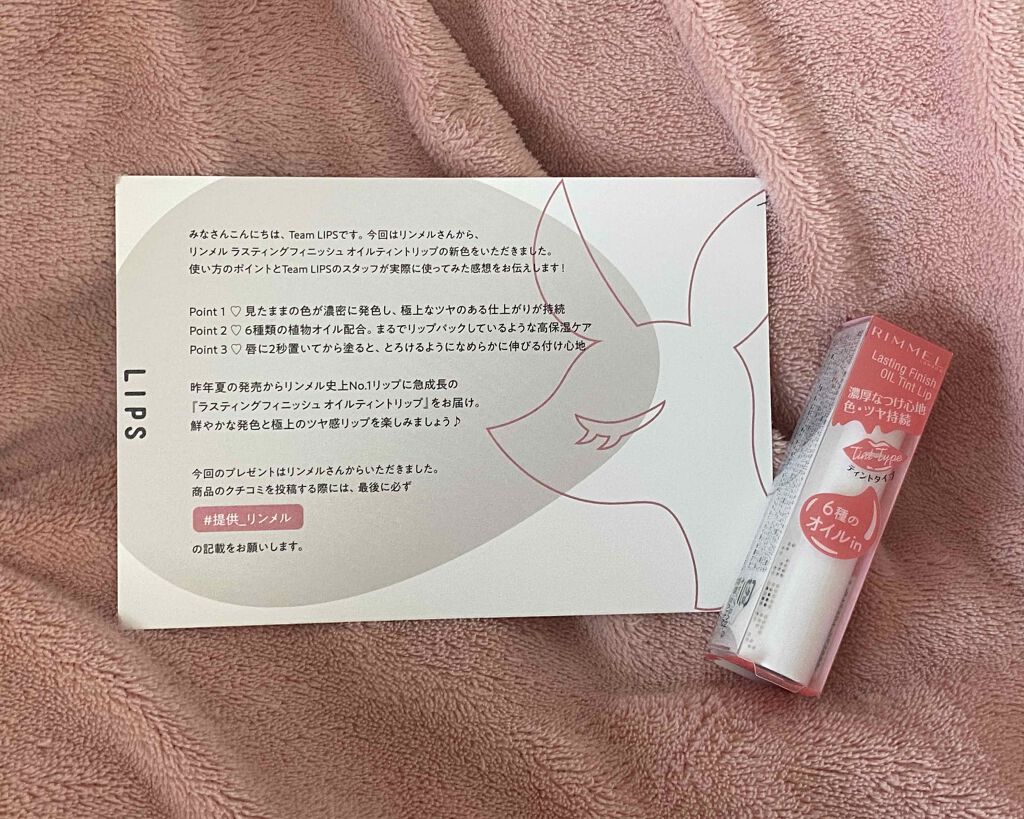 みなさんこんにちは、Team LIPSです。今回はリンメルさんから、
リンメル ラスティングフィニッシュ オイルティントリップの新色をいただきました。
使い方のポイントとTeam LIPSのスタッフが実際に使ってみた感想をお伝えします！
Point 1 ♡ 見たままの色が濃密に発色し、極上なツヤのある仕上がりが持続
Point 2 ♡ 6種類の植物オイル配合。まるでリップパックしているような高保湿ケア
Point 3 ♡ 唇に2秒置いてから塗ると、とろけるようになめらかに伸びる付け心地
昨年夏の発売からリンメル史上No.1リップに急成長の
『ラスティングフィニッシュ オイルティントリップ』をお届け。
鮮やかな発色と極上のツヤ感リップを楽しみましょう♪
今回のプレゼントはリンメルさんからいただきました。
商品のクチコミを投稿する際には、最後に必ず
#提供_リンメル
の記載をお願いします。
LIPS
RIMMEL
Lasting Finish
OIL Tint Lip
濃厚なつけ心地
色・ツヤ持続
Tint Type
ティントタイプ
6種の
オイルin